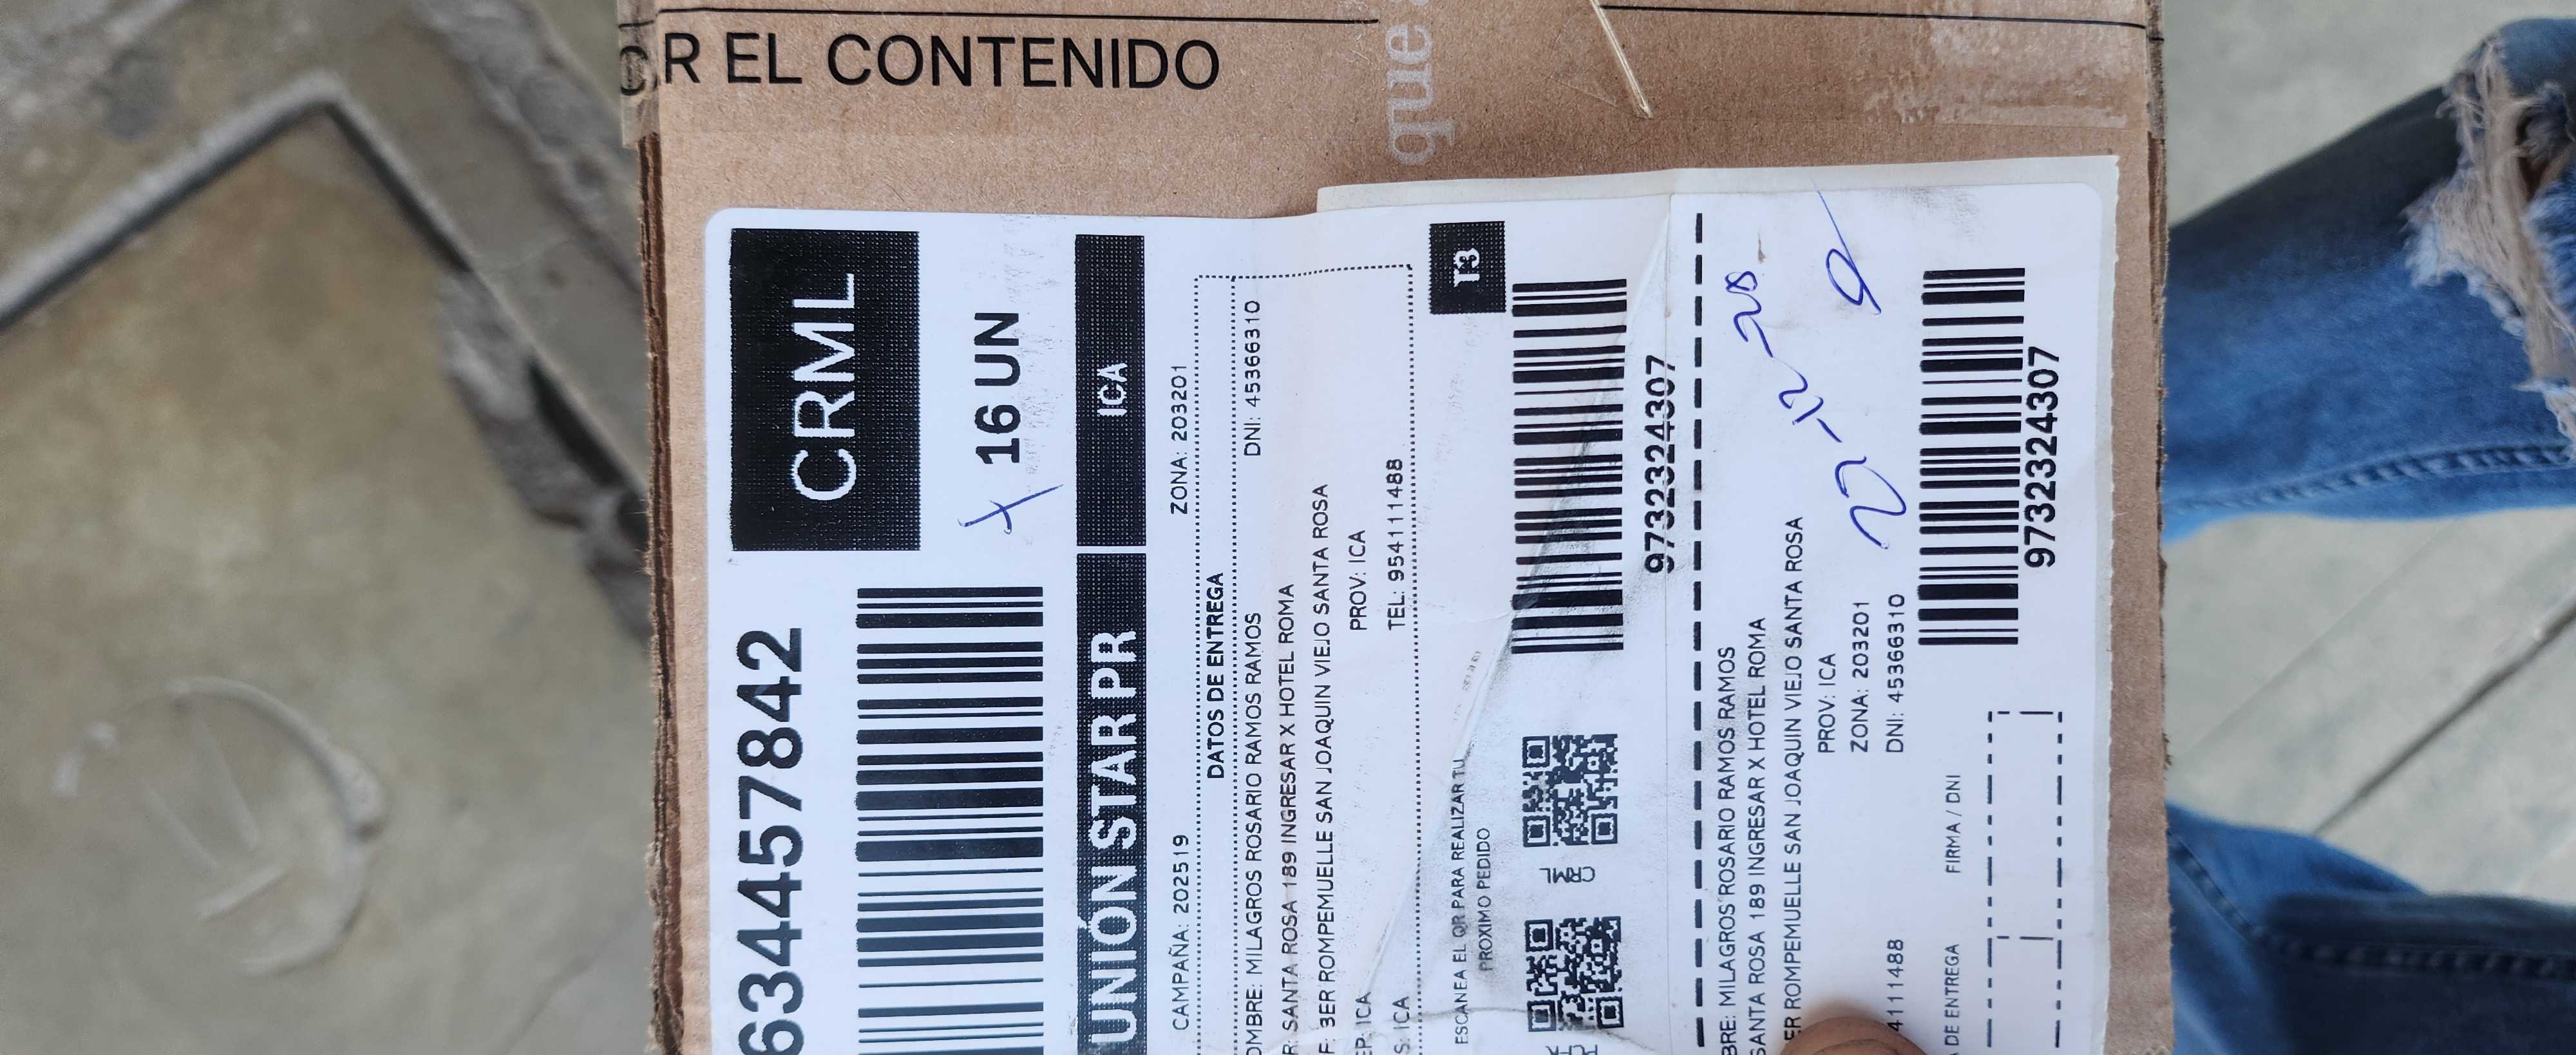 R EL CONTENIDO
que
CRML
634457842
16 UN
UNIÓN STAR PR
ICA
CAMPAÑA: 202519 ZONA: 203201
DATOS DE ENTREGA
OMBRE: MILAGROS ROSARIO RAMOS RAMOS DNI: 45366310
R: SANTA ROSA 189 INGRESAR X HOTEL ROMA
F: 3ER ROMPEMUELLE SAN JOAQUIN VIEJO SANTA ROSA
EP: ICA PROV: ICA
S: ICA TEL: 954111488
T3
ESCANEA EL QR PARA REALIZAR TU
PROXIMO PEDIDO
CRML
9732324307
BRE: MILAGROS ROSARIO RAMOS RAMOS
SANTA ROSA 189 INGRESAR X HOTEL ROMA
ER ROMPEMUELLE SAN JOAQUIN VIEJO SANTA ROSA
PROV: ICA
ZONA: 203201
41111488 DNI: 45366310
DE ENTREGA FIRMA / DNI
9732324307